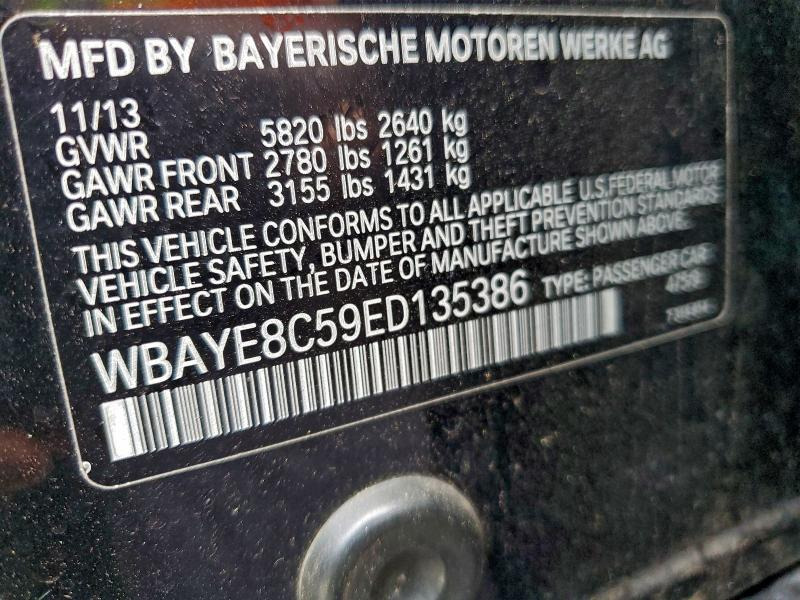 MFD BY BAYERISCHE MOTOREN WERKE AG
11/13
GVWR 5820 lbs 2640 kg
GAWR FRONT 2780 lbs 1261 kg
GAWR REAR 3155 lbs 1431 kg
THIS VEHICLE CONFORMS TO ALL APPLICABLE U.S. FEDERAL MOTOR
VEHICLE SAFETY, BUMPER AND THEFT PREVENTION STANDARDS
IN EFFECT ON THE DATE OF MANUFACTURE SHOWN ABOVE.
WBAYE8C59ED135386 TYPE: PASSENGER CAR